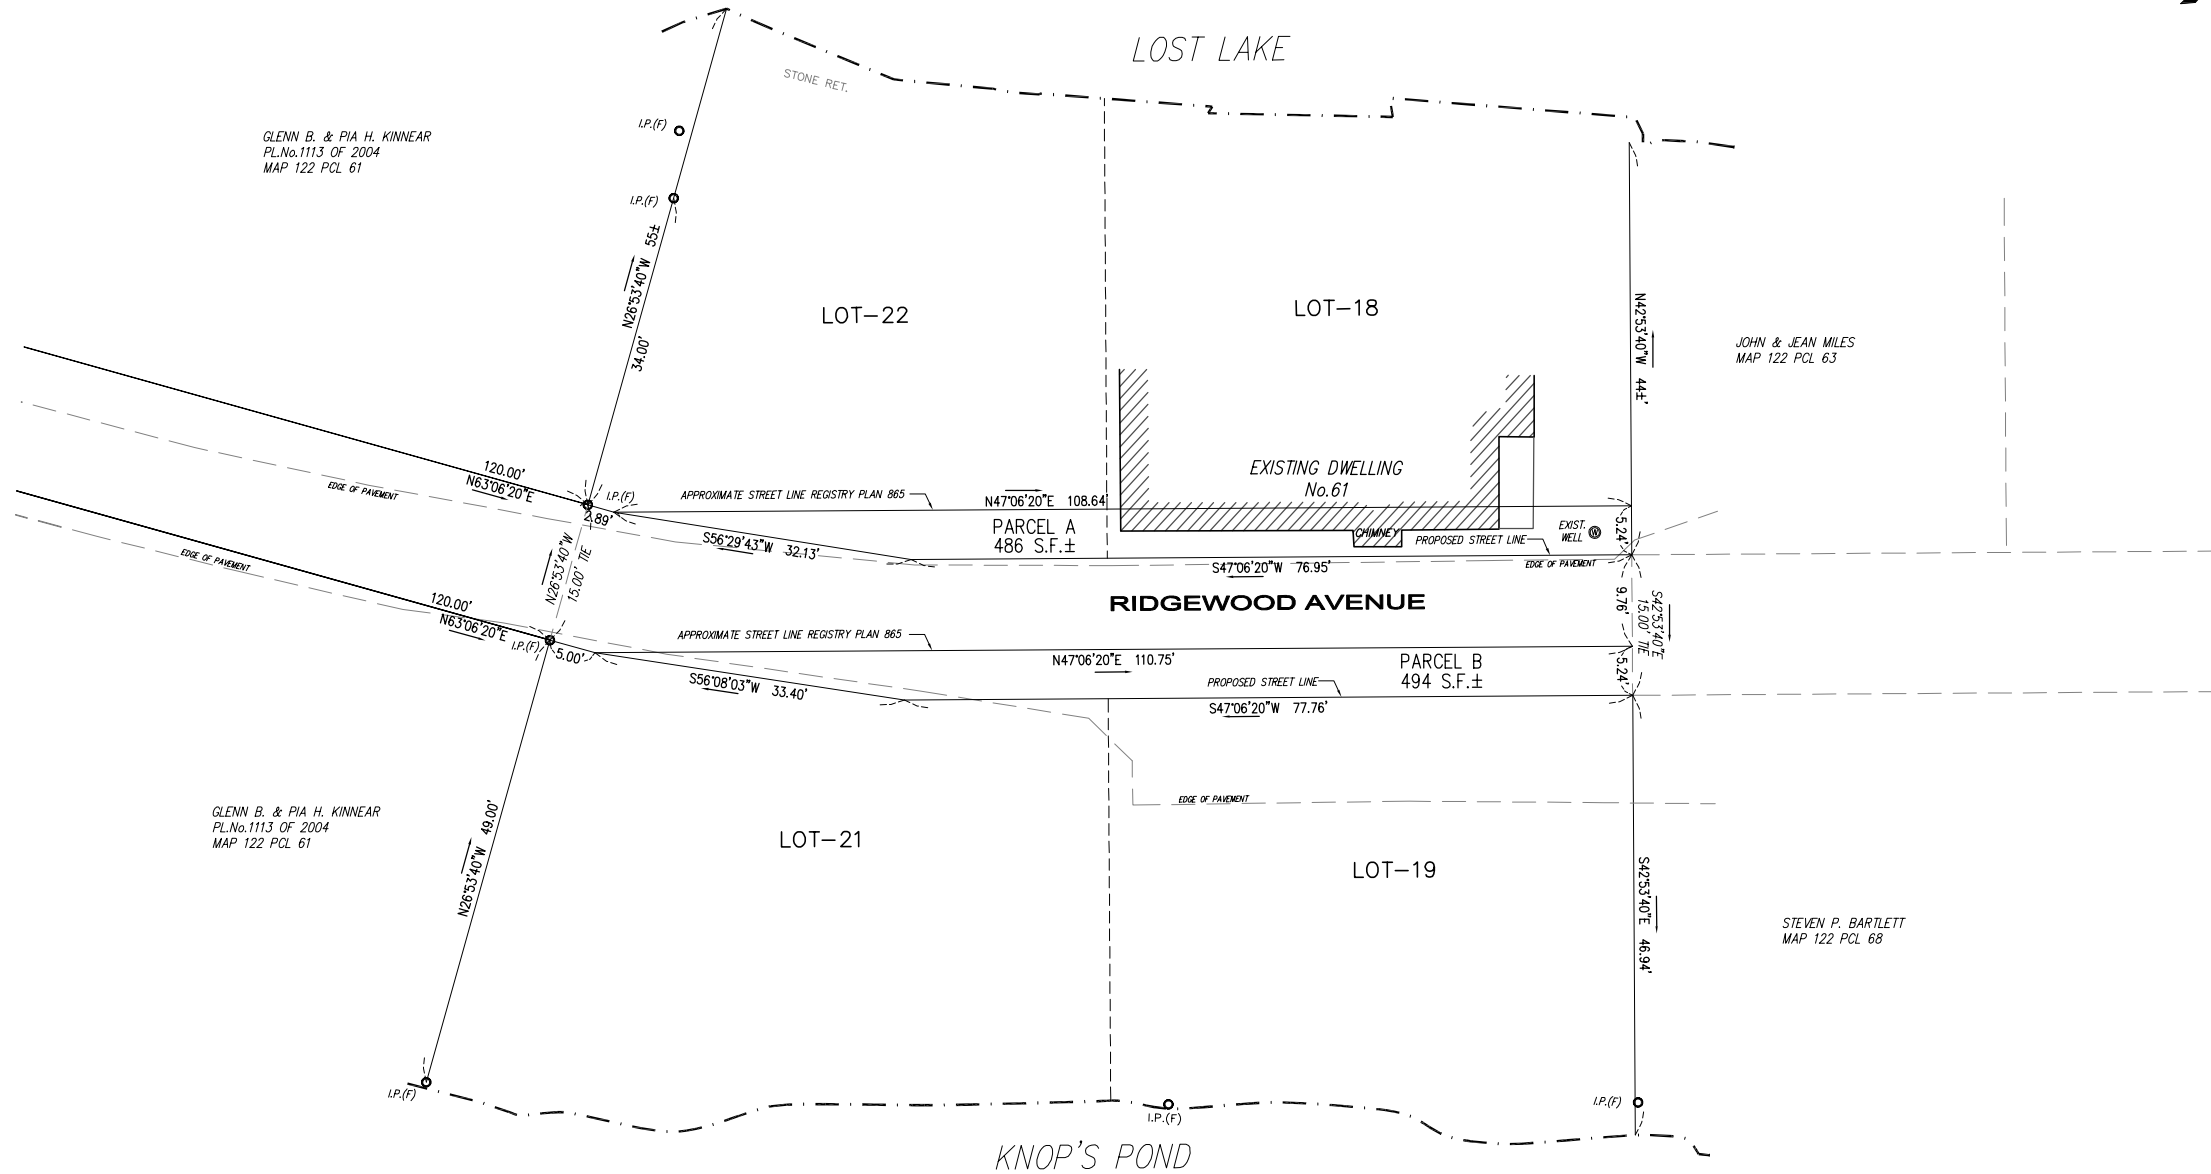 LOST LAKE
STONE RET.
I.P.(F)
GLENN B. & PIA H. KINNEAR
PL.No.1113 OF 2004
MAP 122 PCL 61
I.P.(F)
N26°53'40"W 55±
34.00'
LOT-22
LOT-18
N42°53'40"W 44±'
JOHN & JEAN MILES
MAP 122 PCL 63
120.00'
N63°06'20"E
EDGE OF PAVEMENT
I.P.(F)
2.89'
APPROXIMATE STREET LINE REGISTRY PLAN 865
N47°06'20"E 108.64'
EXISTING DWELLING
No.61
PARCEL A
486 S.F.±
S56°29'43"W 32.13'
CHIMNEY
PROPOSED STREET LINE
EXIST.
WELL
W
5.24'
EDGE OF PAVEMENT
S47°06'20"W 76.95'
EDGE OF PAVEMENT
N26°53'40"W
15.00' TIE
RIDGEWOOD AVENUE
9.76'
S42°53'40"E
15.00' TIE
120.00'
N63°06'20"E
I.P.(F)
5.00'
APPROXIMATE STREET LINE REGISTRY PLAN 865
N47°06'20"E 110.75'
PARCEL B
494 S.F.±
5.24'
S56°08'03"W 33.40'
PROPOSED STREET LINE
S47°06'20"W 77.76'
EDGE OF PAVEMENT
GLENN B. & PIA H. KINNEAR
PL.No.1113 OF 2004
MAP 122 PCL 61
N26°53'40"W 49.00'
LOT-21
LOT-19
S42°53'40"E 46.94'
STEVEN P. BARTLETT
MAP 122 PCL 68
I.P.(F)
I.P.(F)
I.P.(F)
KNOP'S POND